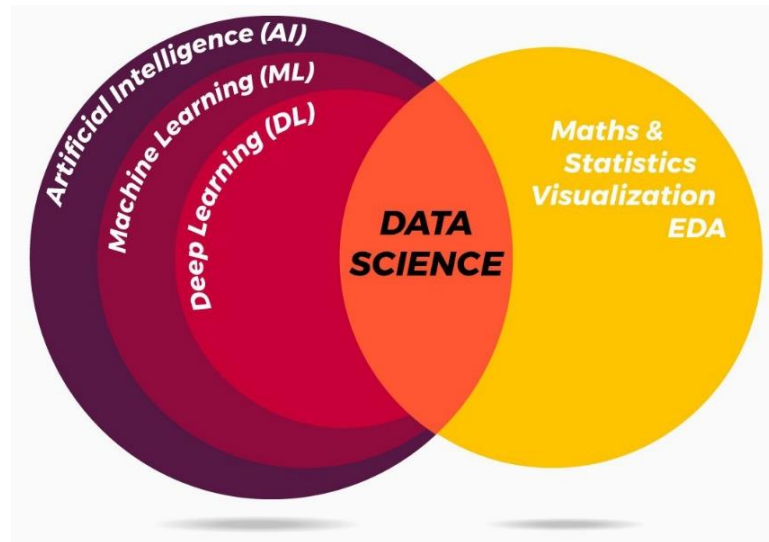 Artificial Intelligence (AI)
Machine Learning (ML)
Deep Learning (DL)
DATA
SCIENCE
Maths &
Statistics
Visualization
EDA